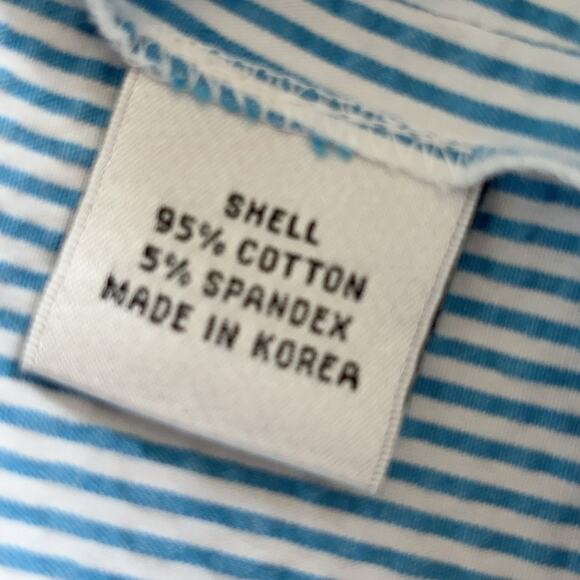 SHELL
95% COTTON
5% SPANDEX
MADE IN KOREA